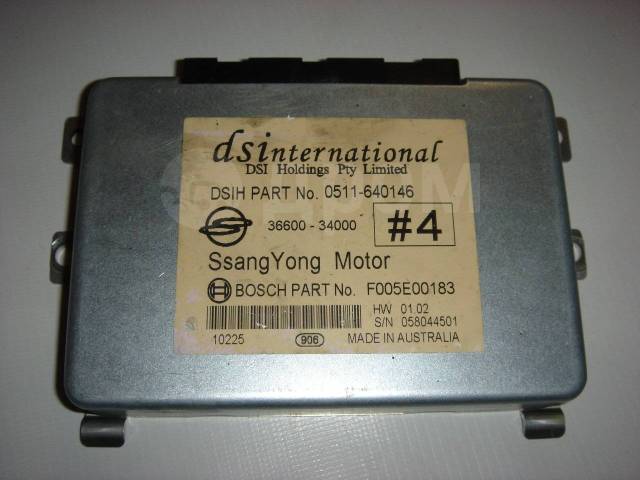 dsinternational
DSI Holdings Pty Limited
DSIH PART No. 0511-640146
36600 - 34000
#4
SsangYong Motor
BOSCH PART No. F005E00183
HW 01.02
S/N 058044501
10225
906
MADE IN AUSTRALIA